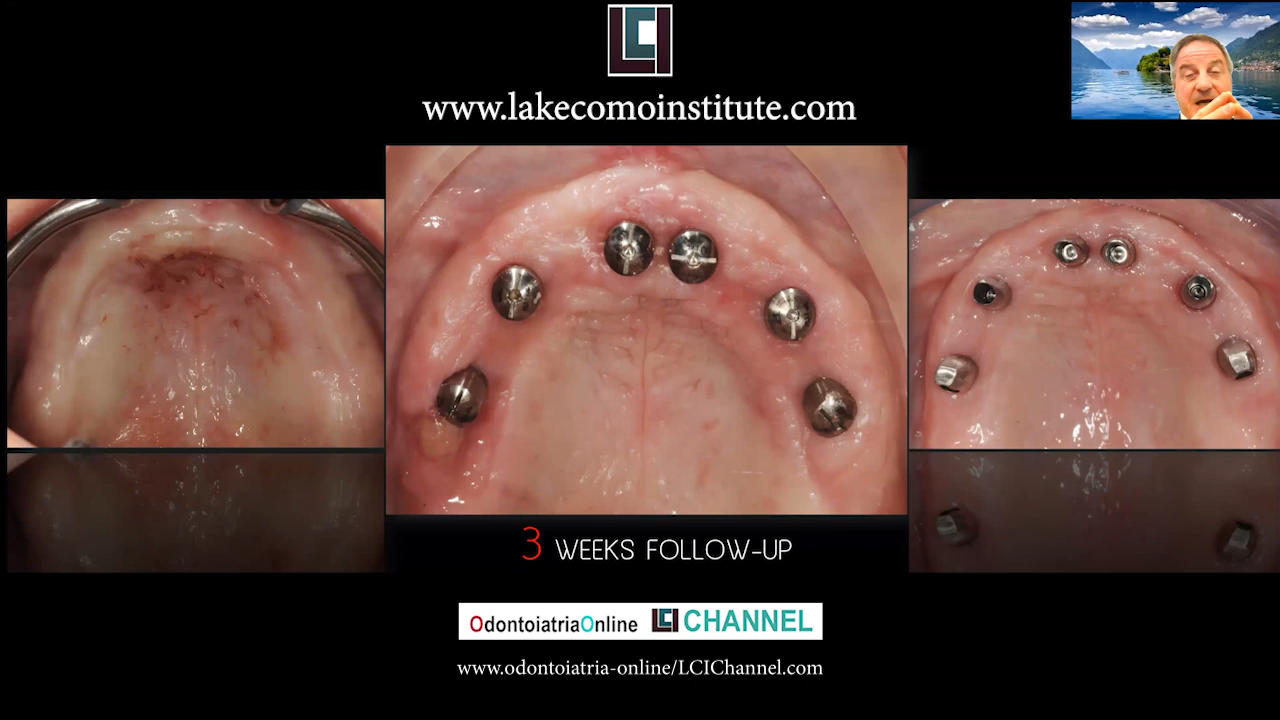 LCI
www.lakecomoinstitute.com
3 WEEKS FOLLOW-UP
OdontoiatriaOnline LCI CHANNEL
www.odontoiatria-online/LCIChannel.com